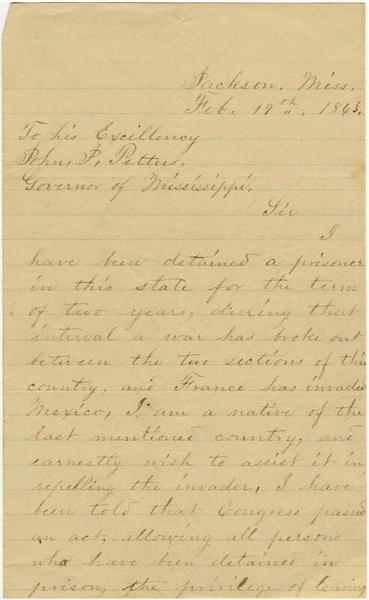 Jackson, Miss.
Feb. 19th, 1863,
To his Excillency
John, J, Pettus,
Governor of Mississippi,
Sir
I
have been detained a prisoner
in this state for the term
of two years, during that
interval a war has broke out
between the two sections of this
country, and France has invaded
Mexico, I am a native of the
last mentioned country, and
earnestly wish to assist it in
repelling the invader, I have
been told that Congress passed
an act, allowing all persons
who have been detained in
prison, the privilege of leaving